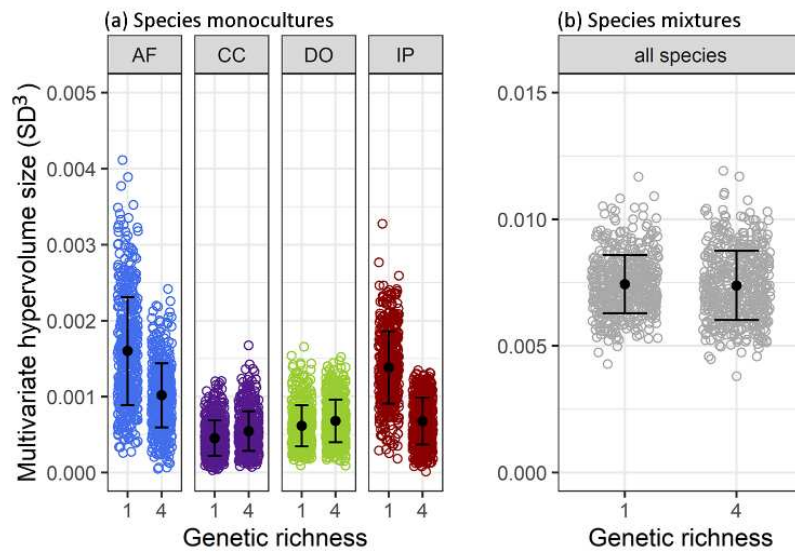 (a) Species monocultures
(b) Species mixtures
AF CC DO IP
all species
Multivariate hypervolume size (SD³)
0.005
0.004
0.003
0.002
0.001
0.000
0.015
0.010
0.005
0.000
1 4 1 4 1 4 1 4
1 4
Genetic richness
Genetic richness